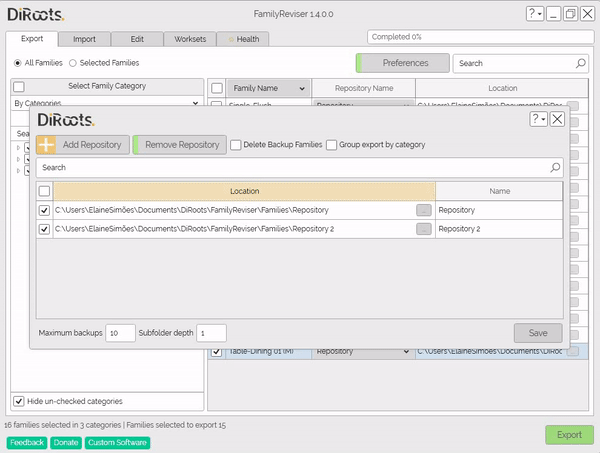 DiRoots.
FamilyReviser 1.4.0.0
?
Export
Import
Edit
Worksets
Health
Completed 0%
All Families
Selected Families
Preferences
Search
Select Family Category
Family Name
Repository Name
Location
By Categories
Single-Flush
Repository
DiRoots.
?
Add Repository
Remove Repository
Delete Backup Families
Group export by category
Search
Location
Name
C:\Users\ElaineSimões\Documents\DiRoots\FamilyReviser\Families\Repository
...
Repository
C:\Users\ElaineSimões\Documents\DiRoots\FamilyReviser\Families\Repository 2
...
Repository 2
Maximum backups
10
Subfolder depth
1
Save
Table-Dining 01 (M)
Repository
C:\Users\ElaineSimões\Documents\DiRoot
Hide un-checked categories
16 families selected in 3 categories | Families selected to export 15
Feedback
Donate
Custom Software
Export